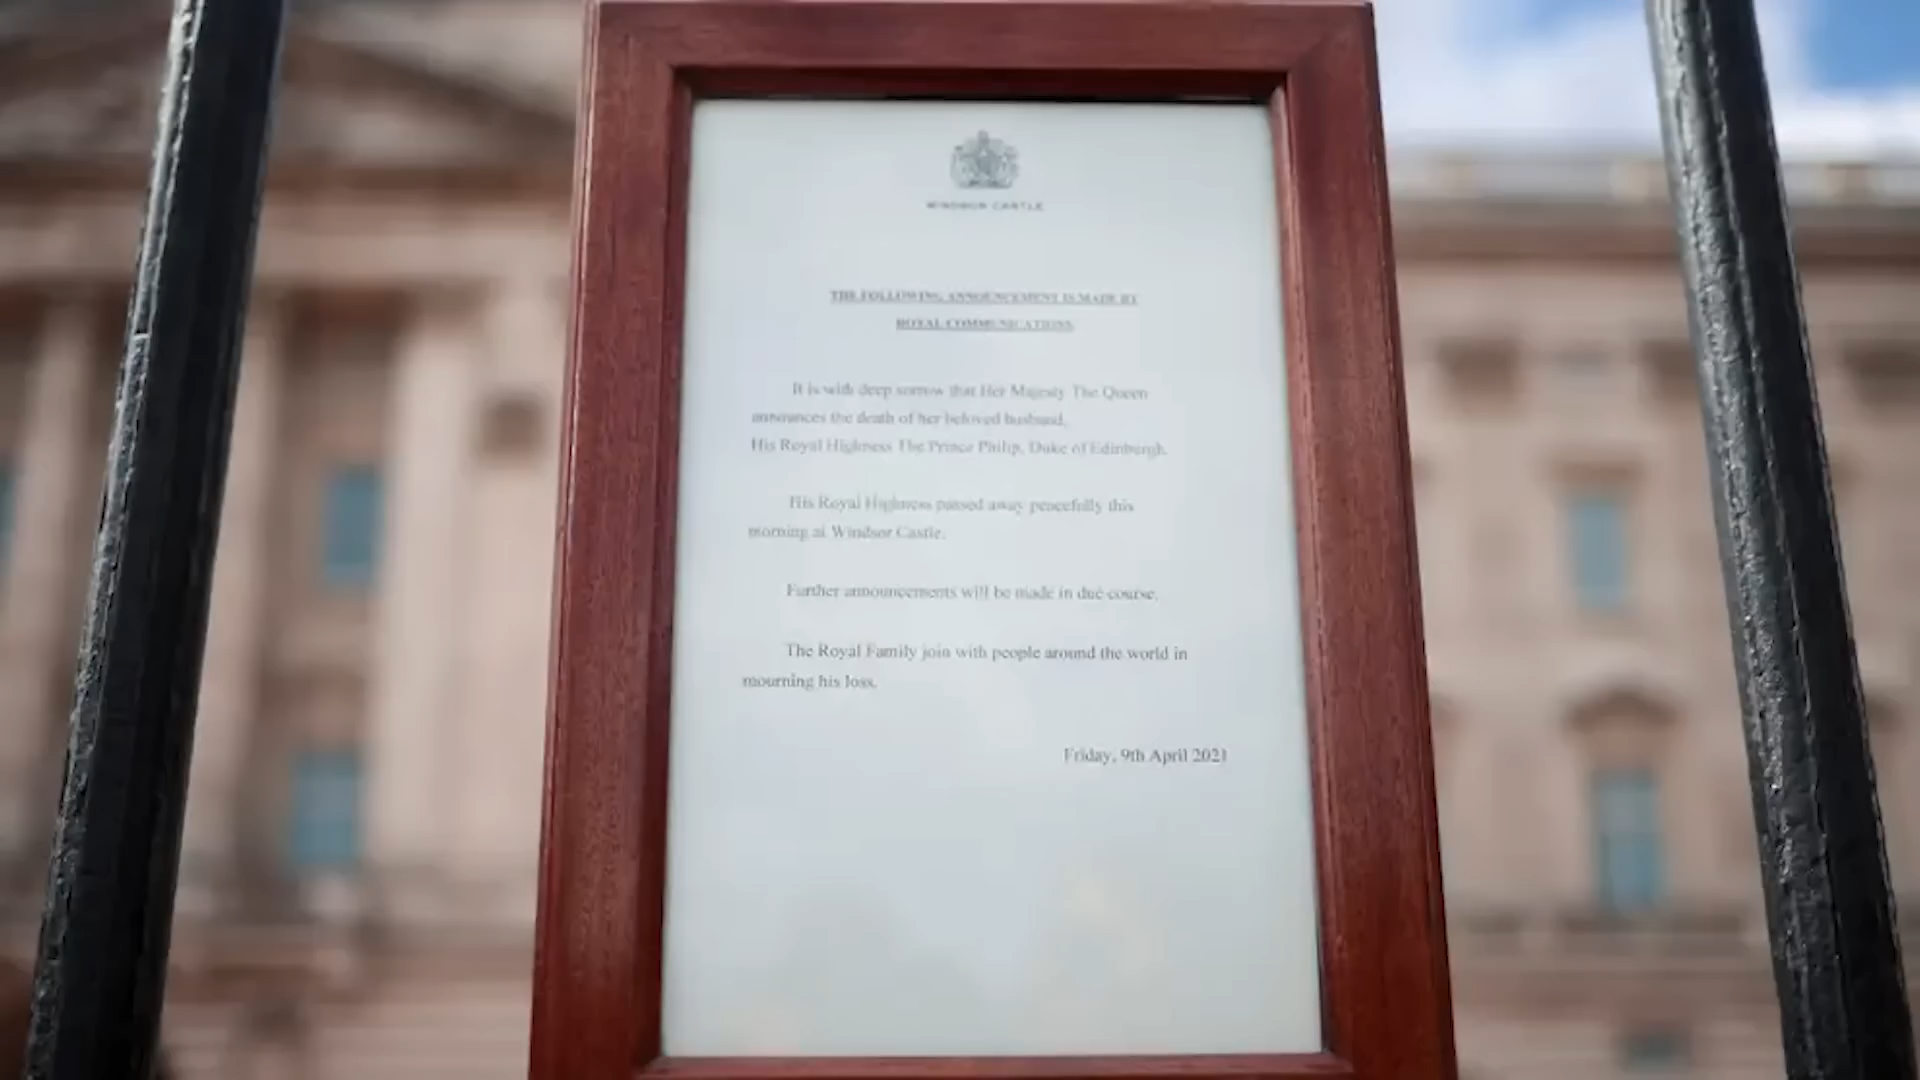 WINDSOR CASTLE
THE FOLLOWING ANNOUNCEMENT IS MADE BY
ROYAL COMMUNICATIONS
It is with deep sorrow that Her Majesty The Queen
announces the death of her beloved husband,
His Royal Highness The Prince Philip, Duke of Edinburgh.
His Royal Highness passed away peacefully this
morning at Windsor Castle.
Further announcements will be made in due course.
The Royal Family join with people around the world in
mourning his loss.
Friday, 9th April 2021